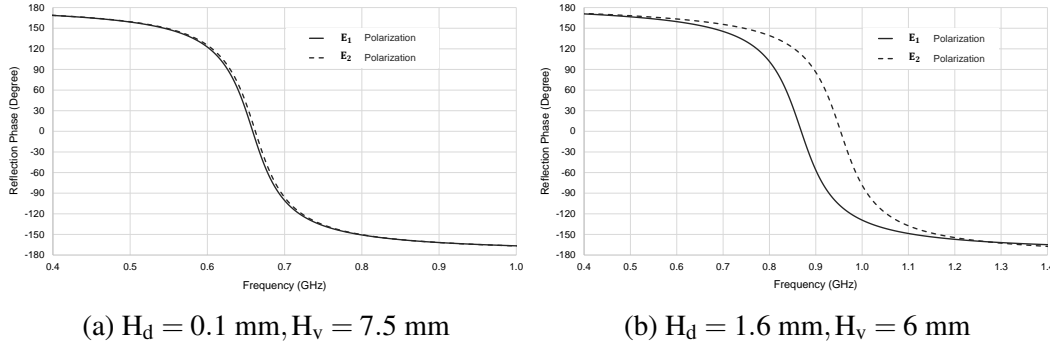 180
150
120
90
60
30
0
-30
-60
-90
-120
-150
-180
Reflection Phase (Degree)
E1 Polarization
E2 Polarization
0.4 0.5 0.6 0.7 0.8 0.9 1.0
Frequency (GHz)
(a) Hd = 0.1 mm, Hv = 7.5 mm
180
150
120
90
60
30
0
-30
-60
-90
-120
-150
-180
Reflection Phase (Degree)
E1 Polarization
E2 Polarization
0.4 0.5 0.6 0.7 0.8 0.9 1.0 1.1 1.2 1.3 1.4
Frequency (GHz)
(b) Hd = 1.6 mm, Hv = 6 mm